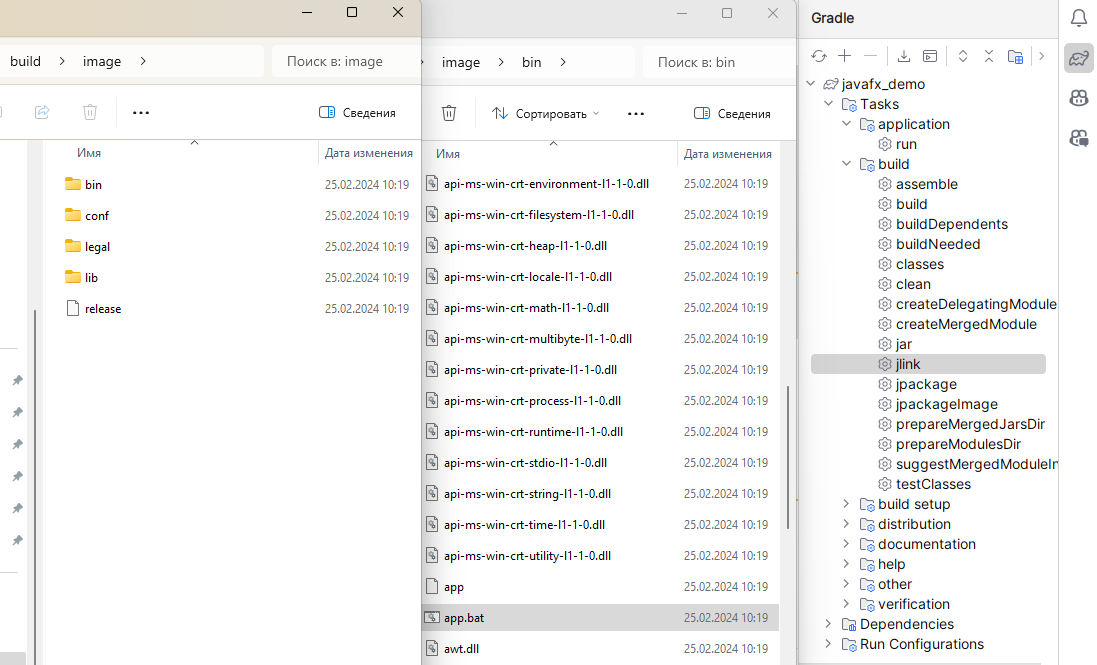 build
image
Поиск в: image
Сведения
Имя
Дата изменения
bin
25.02.2024 10:19
conf
25.02.2024 10:19
legal
25.02.2024 10:19
lib
25.02.2024 10:19
release
25.02.2024 10:19
image
bin
Поиск в: bin
Сортировать
Сведения
Имя
Дата изменения
api-ms-win-crt-environment-l1-1-0.dll
25.02.2024 10:19
api-ms-win-crt-filesystem-l1-1-0.dll
25.02.2024 10:19
api-ms-win-crt-heap-l1-1-0.dll
25.02.2024 10:19
api-ms-win-crt-locale-l1-1-0.dll
25.02.2024 10:19
api-ms-win-crt-math-l1-1-0.dll
25.02.2024 10:19
api-ms-win-crt-multibyte-l1-1-0.dll
25.02.2024 10:19
api-ms-win-crt-private-l1-1-0.dll
25.02.2024 10:19
api-ms-win-crt-process-l1-1-0.dll
25.02.2024 10:19
api-ms-win-crt-runtime-l1-1-0.dll
25.02.2024 10:19
api-ms-win-crt-stdio-l1-1-0.dll
25.02.2024 10:19
api-ms-win-crt-string-l1-1-0.dll
25.02.2024 10:19
api-ms-win-crt-time-l1-1-0.dll
25.02.2024 10:19
api-ms-win-crt-utility-l1-1-0.dll
25.02.2024 10:19
app
25.02.2024 10:19
app.bat
25.02.2024 10:19
awt.dll
25.02.2024 10:19
Gradle
javafx_demo
Tasks
application
run
build
assemble
build
buildDependents
buildNeeded
classes
clean
createDelegatingModule
createMergedModule
jar
jlink
jpackage
jpackageImage
prepareMergedJarsDir
prepareModulesDir
suggestMergedModuleIn
testClasses
build setup
distribution
documentation
help
other
verification
Dependencies
Run Configurations